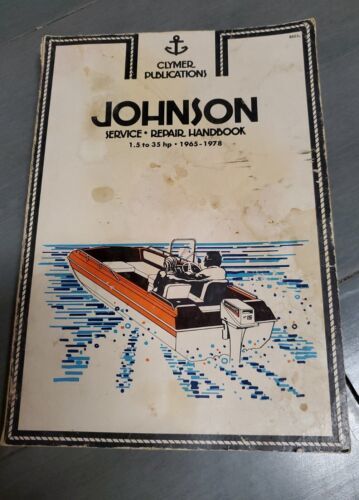 CLYMER
PUBLICATIONS
JOHNSON
SERVICE • REPAIR HANDBOOK
1.5 to 35 hp • 1965-1978